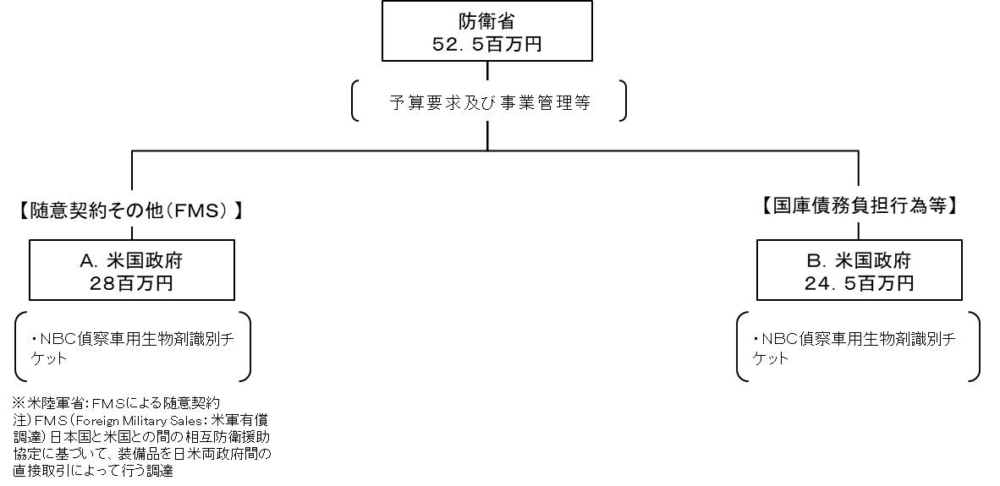 防衛省
５２．５百万円
予算要求及び事業管理等
【随意契約その他（ＦＭＳ）】
Ａ．米国政府
２８百万円
・ＮＢＣ偵察車用生物剤識別チ
ケット
※米陸軍省：ＦＭＳによる随意契約
注）ＦＭＳ（Foreign Military Sales：米軍有償
調達）日本国と米国との間の相互防衛援助
協定に基づいて、装備品を日米両政府間の
直接取引によって行う調達
【国庫債務負担行為等】
Ｂ．米国政府
２４．５百万円
・ＮＢＣ偵察車用生物剤識別チ
ケット